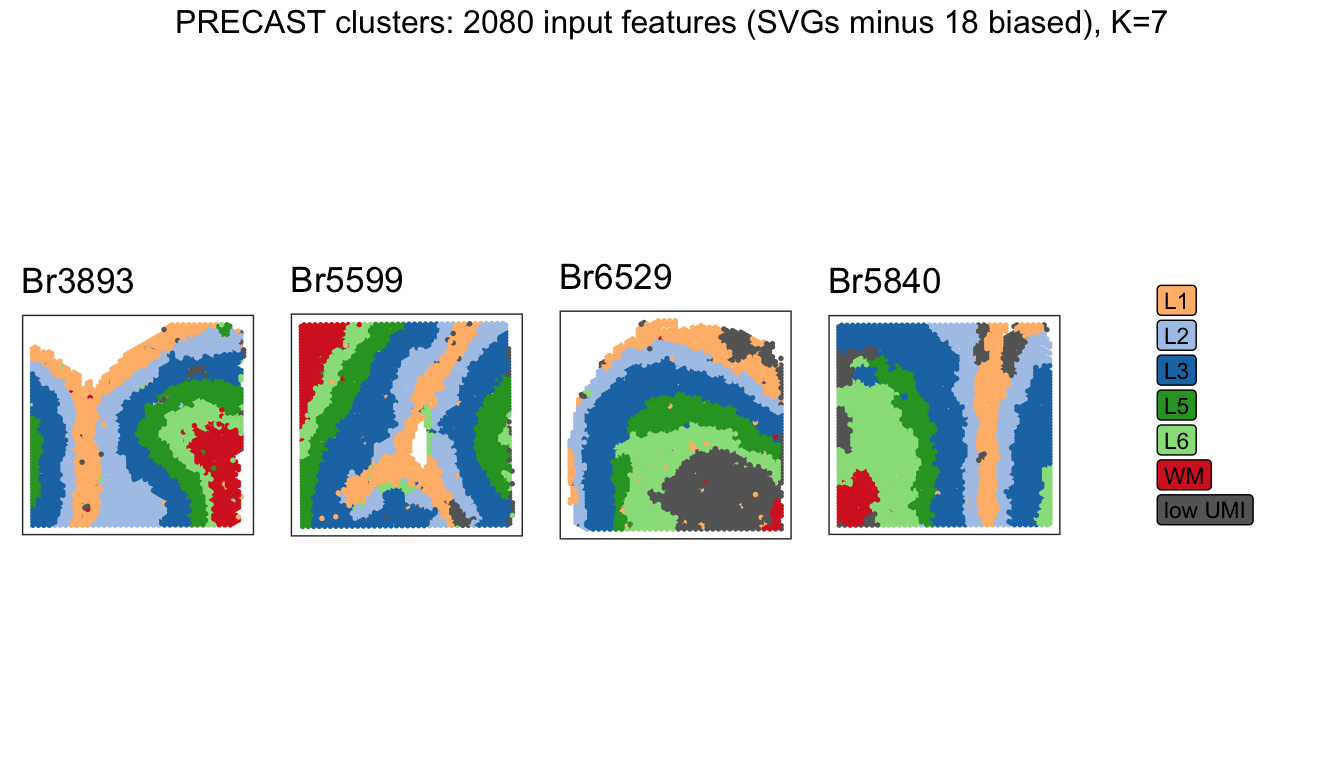 PRECAST clusters: 2080 input features (SVGs minus 18 biased), K=7
Br3893
Br5599
Br6529
Br5840
L1
L2
L3
L5
L6
WM
low UMI